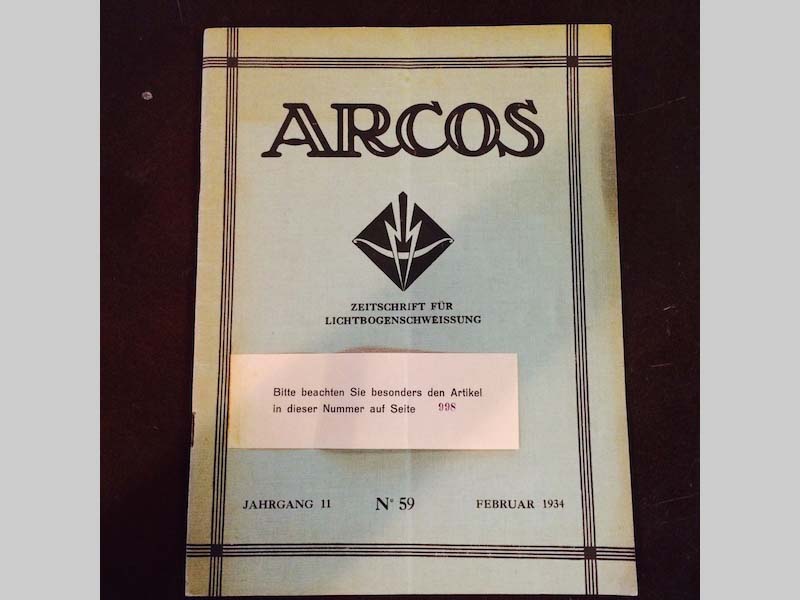 ARCOS
ZEITSCHRIFT FÜR
LICHTBOGENSCHWEISSUNG
Bitte beachten Sie besonders den Artikel
in dieser Nummer auf Seite 998
JAHRGANG 11 N° 59 FEBRUAR 1934